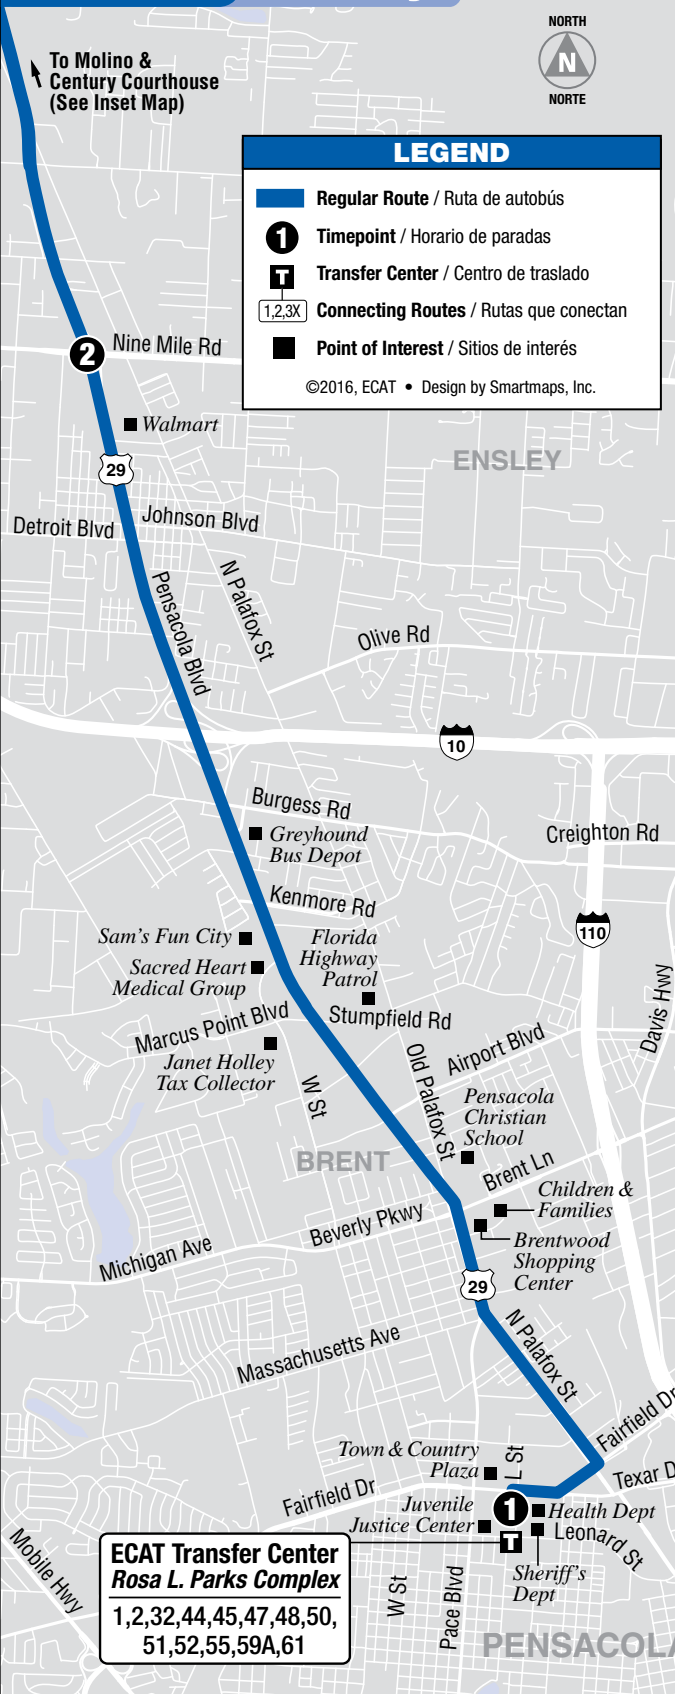 NORTH
N
NORTE
To Molino &
Century Courthouse
(See Inset Map)
LEGEND
Regular Route / Ruta de autobús
1 Timepoint / Horario de paradas
T Transfer Center / Centro de traslado
1,2,3X Connecting Routes / Rutas que conectan
Point of Interest / Sitios de interés
©2016, ECAT • Design by Smartmaps, Inc.
2
Nine Mile Rd
Walmart
ENSLEY
29
Johnson Blvd
Detroit Blvd
N Palafox St
Pensacola Blvd
Olive Rd
10
Burgess Rd
Greyhound
Bus Depot
Creighton Rd
Kenmore Rd
110
Sam's Fun City
Florida
Highway
Patrol
Sacred Heart
Medical Group
Davis Hwy
Marcus Point Blvd
Stumpfield Rd
Janet Holley
Tax Collector
Old Palafox St
Airport Blvd
W St
Pensacola
Christian
School
BRENT
Brent Ln
Children &
Families
Beverly Pkwy
Brentwood
Shopping
Center
Michigan Ave
29
N Palafox St
Massachusetts Ave
Fairfield Dr
Town & Country
Plaza
L St
Texar D
Fairfield Dr
Juvenile
Justice Center
1
T
Health Dept
Leonard St
Sheriff's
Dept
Mobile Hwy
ECAT Transfer Center
Rosa L. Parks Complex
1,2,32,44,45,47,48,50,
51,52,55,59A,61
W St
Pace Blvd
PENSACOLA